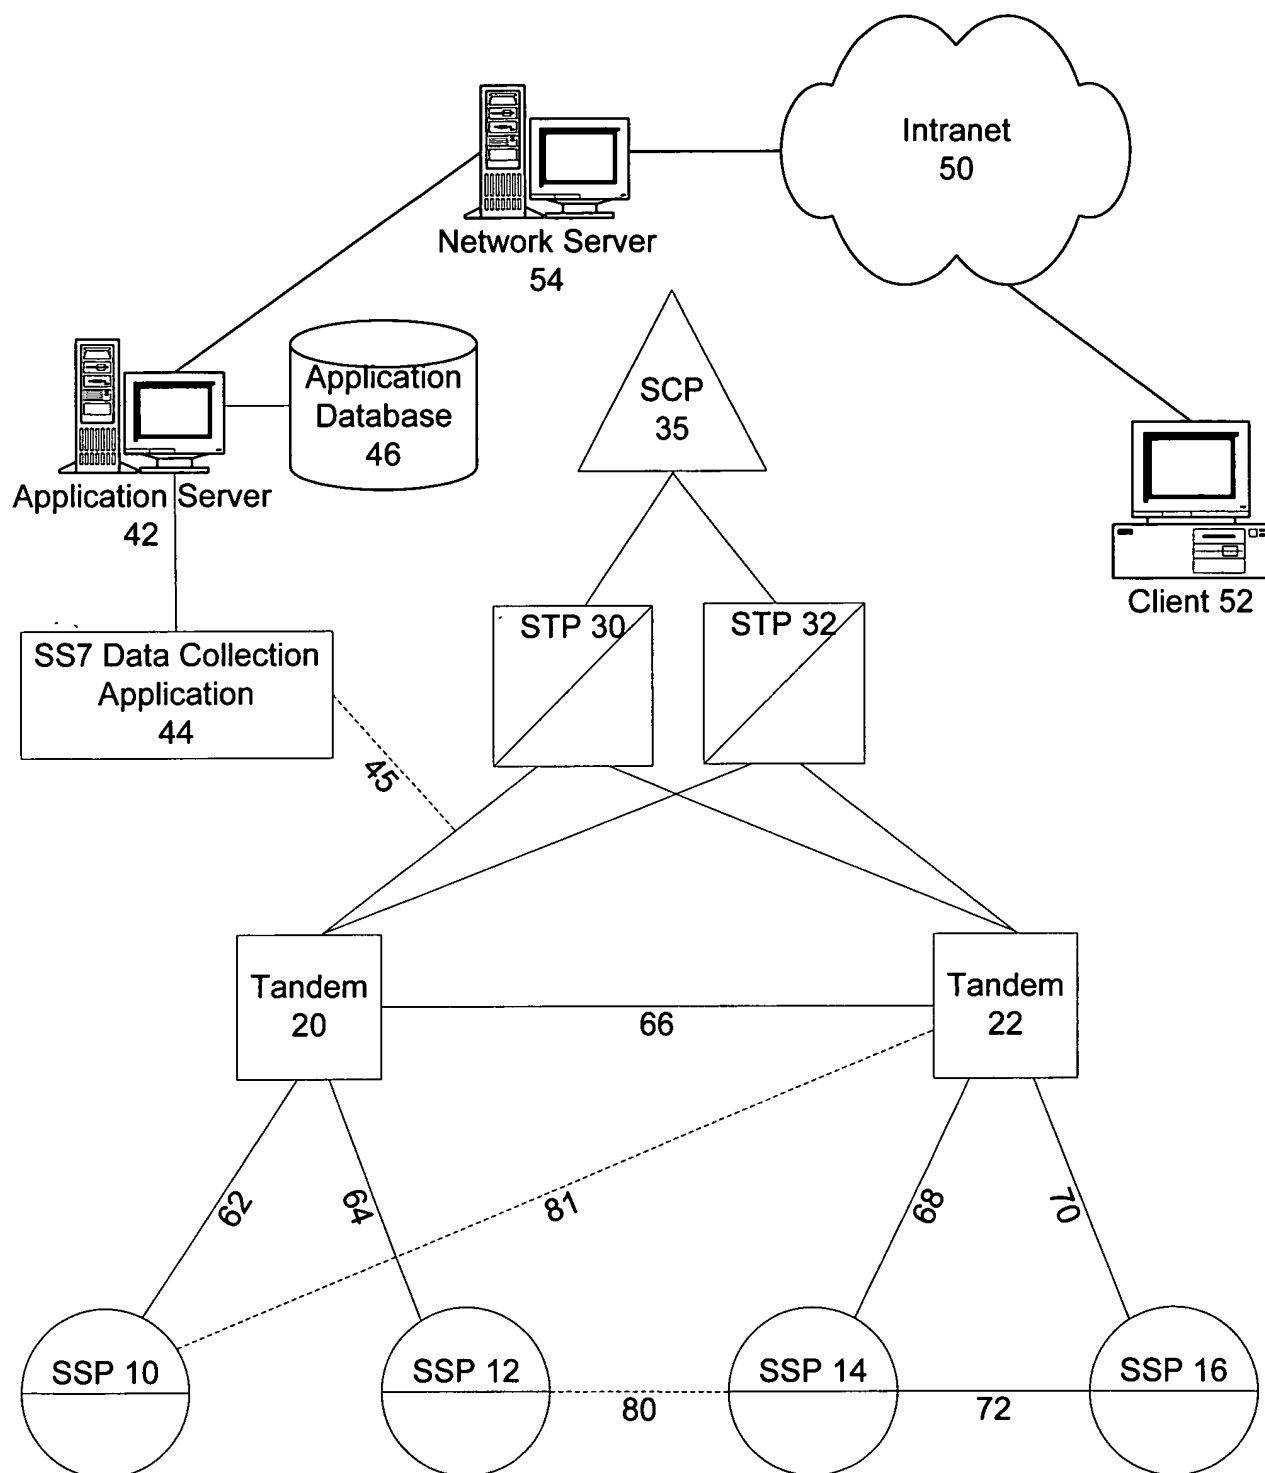 Intranet
50
Network Server
54
Application
Database
46
SCP
35
Application Server
42
Client 52
STP 30
STP 32
SS7 Data Collection
Application
44
45
Tandem
20
Tandem
22
66
62
64
81
68
70
SSP 10
SSP 12
SSP 14
SSP 16
80
72